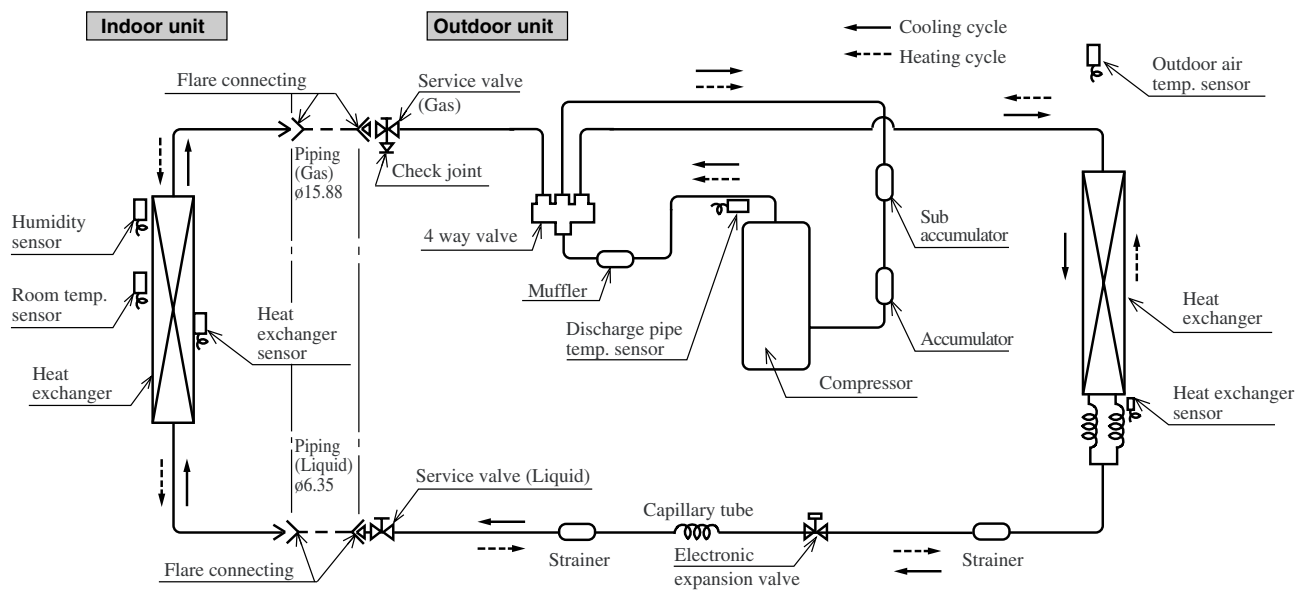 Indoor unit
Outdoor unit
Cooling cycle
Heating cycle
Outdoor air
temp. sensor
Flare connecting
Service valve
(Gas)
Piping
(Gas)
ø15.88
Check joint
Humidity
sensor
4 way valve
Sub
accumulator
Muffler
Room temp.
sensor
Heat
exchanger
sensor
Discharge pipe
temp. sensor
Accumulator
Heat
exchanger
Heat
exchanger
Compressor
Heat exchanger
sensor
Piping
(Liquid)
ø6.35
Service valve (Liquid)
Capillary tube
Strainer
Electronic
expansion valve
Strainer
Flare connecting